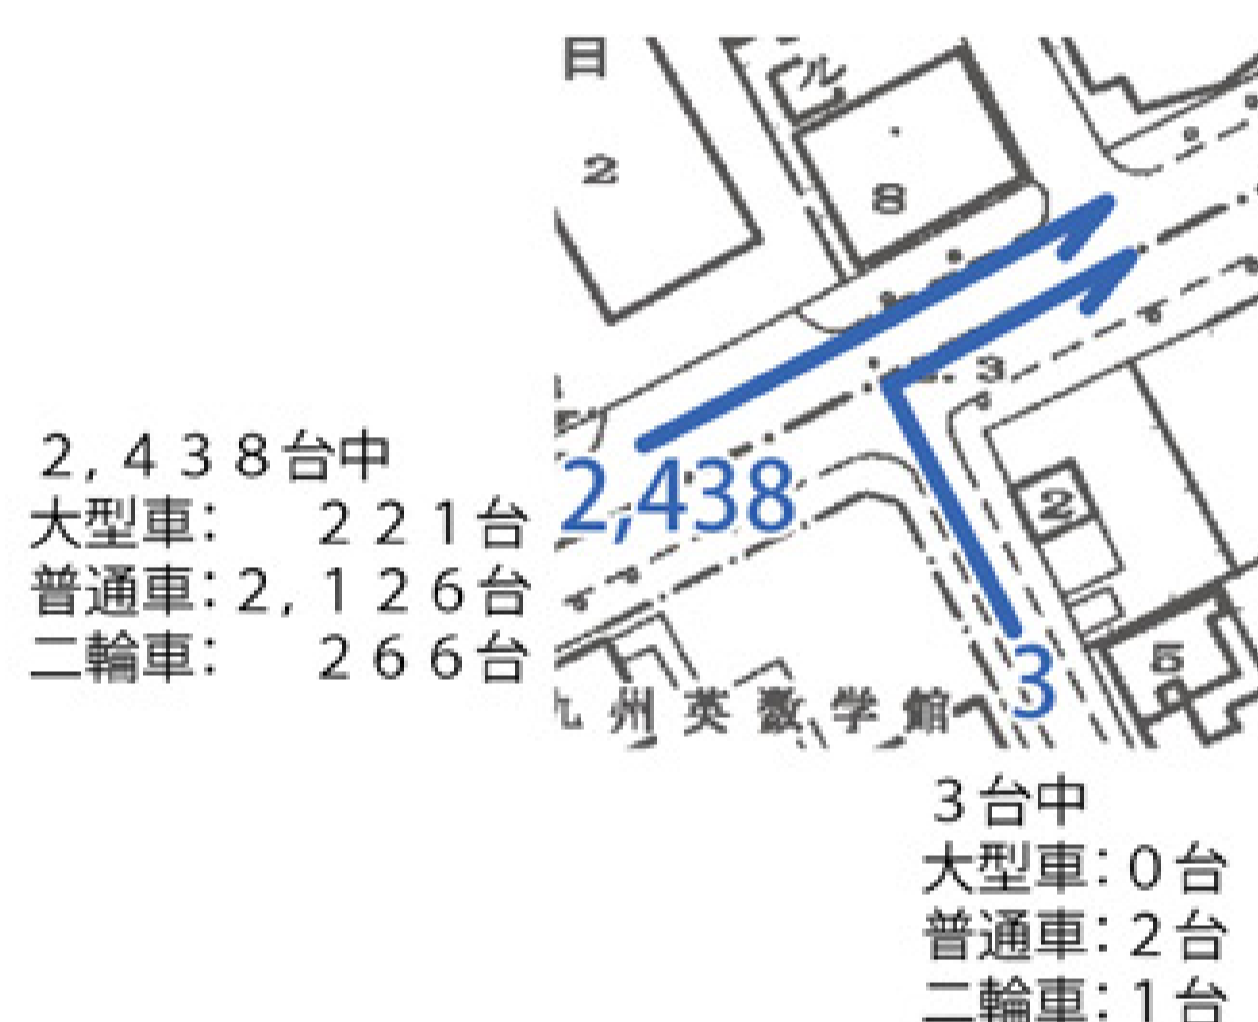 日
ル
2
8
3
2,438台中
大型車: 221台
普通車:2,126台
二輪車: 266台
2,438
2
5
3
九州英数学館
3台中
大型車:0台
普通車:2台
二輪車:1台